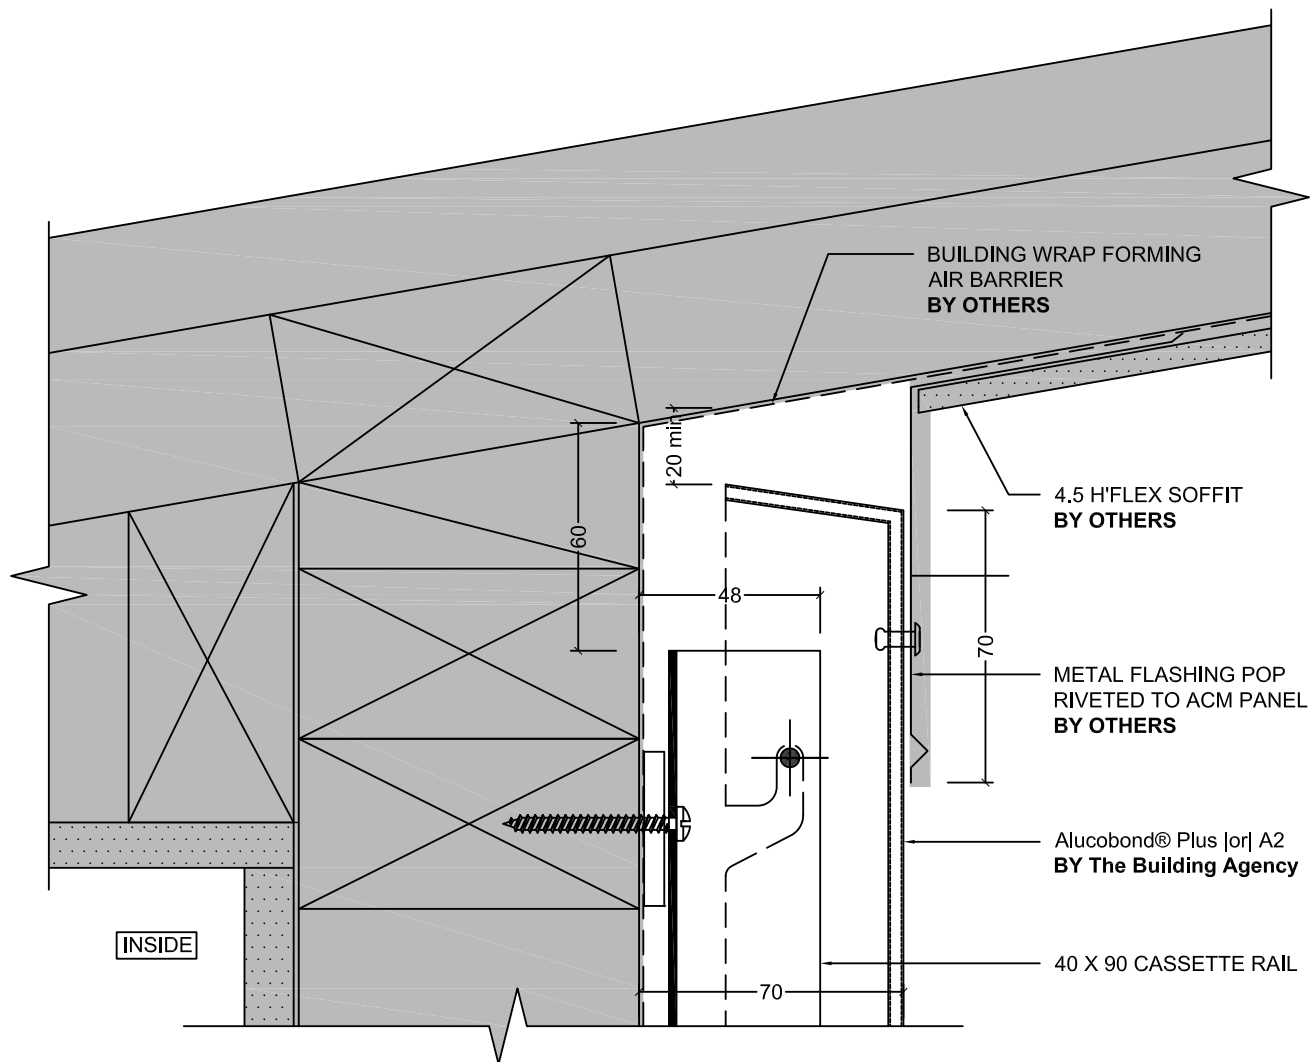 BUILDING WRAP FORMING
AIR BARRIER
BY OTHERS
20 min
4.5 H'FLEX SOFFIT
BY OTHERS
60
48
70
METAL FLASHING POP
RIVETED TO ACM PANEL
BY OTHERS
Alucobond® Plus |or| A2
BY The Building Agency
INSIDE
40 X 90 CASSETTE RAIL
70